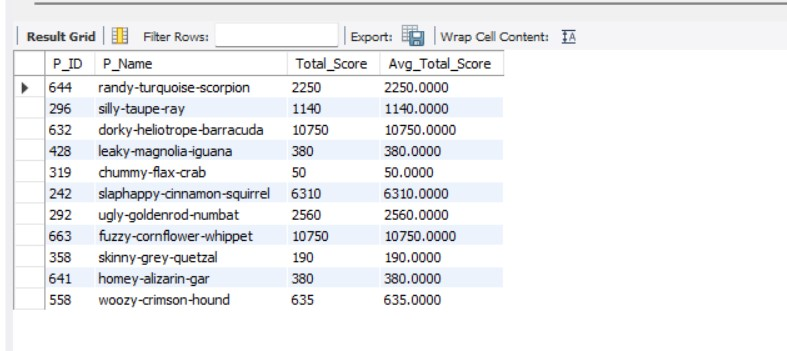 Result Grid Filter Rows: Export: Wrap Cell Content: IA
P_ID P_Name Total_Score Avg_Total_Score
644 randy-turquoise-scorpion 2250 2250.0000
296 silly-taupe-ray 1140 1140.0000
632 dorky-heliotrope-barracuda 10750 10750.0000
428 leaky-magnolia-iguana 380 380.0000
319 chummy-flax-crab 50 50.0000
242 slaphappy-cinnamon-squirrel 6310 6310.0000
292 ugly-goldenrod-numbat 2560 2560.0000
663 fuzzy-cornflower-whippet 10750 10750.0000
358 skinny-grey-quetzal 190 190.0000
641 homey-alizarin-gar 380 380.0000
558 woozy-crimson-hound 635 635.0000